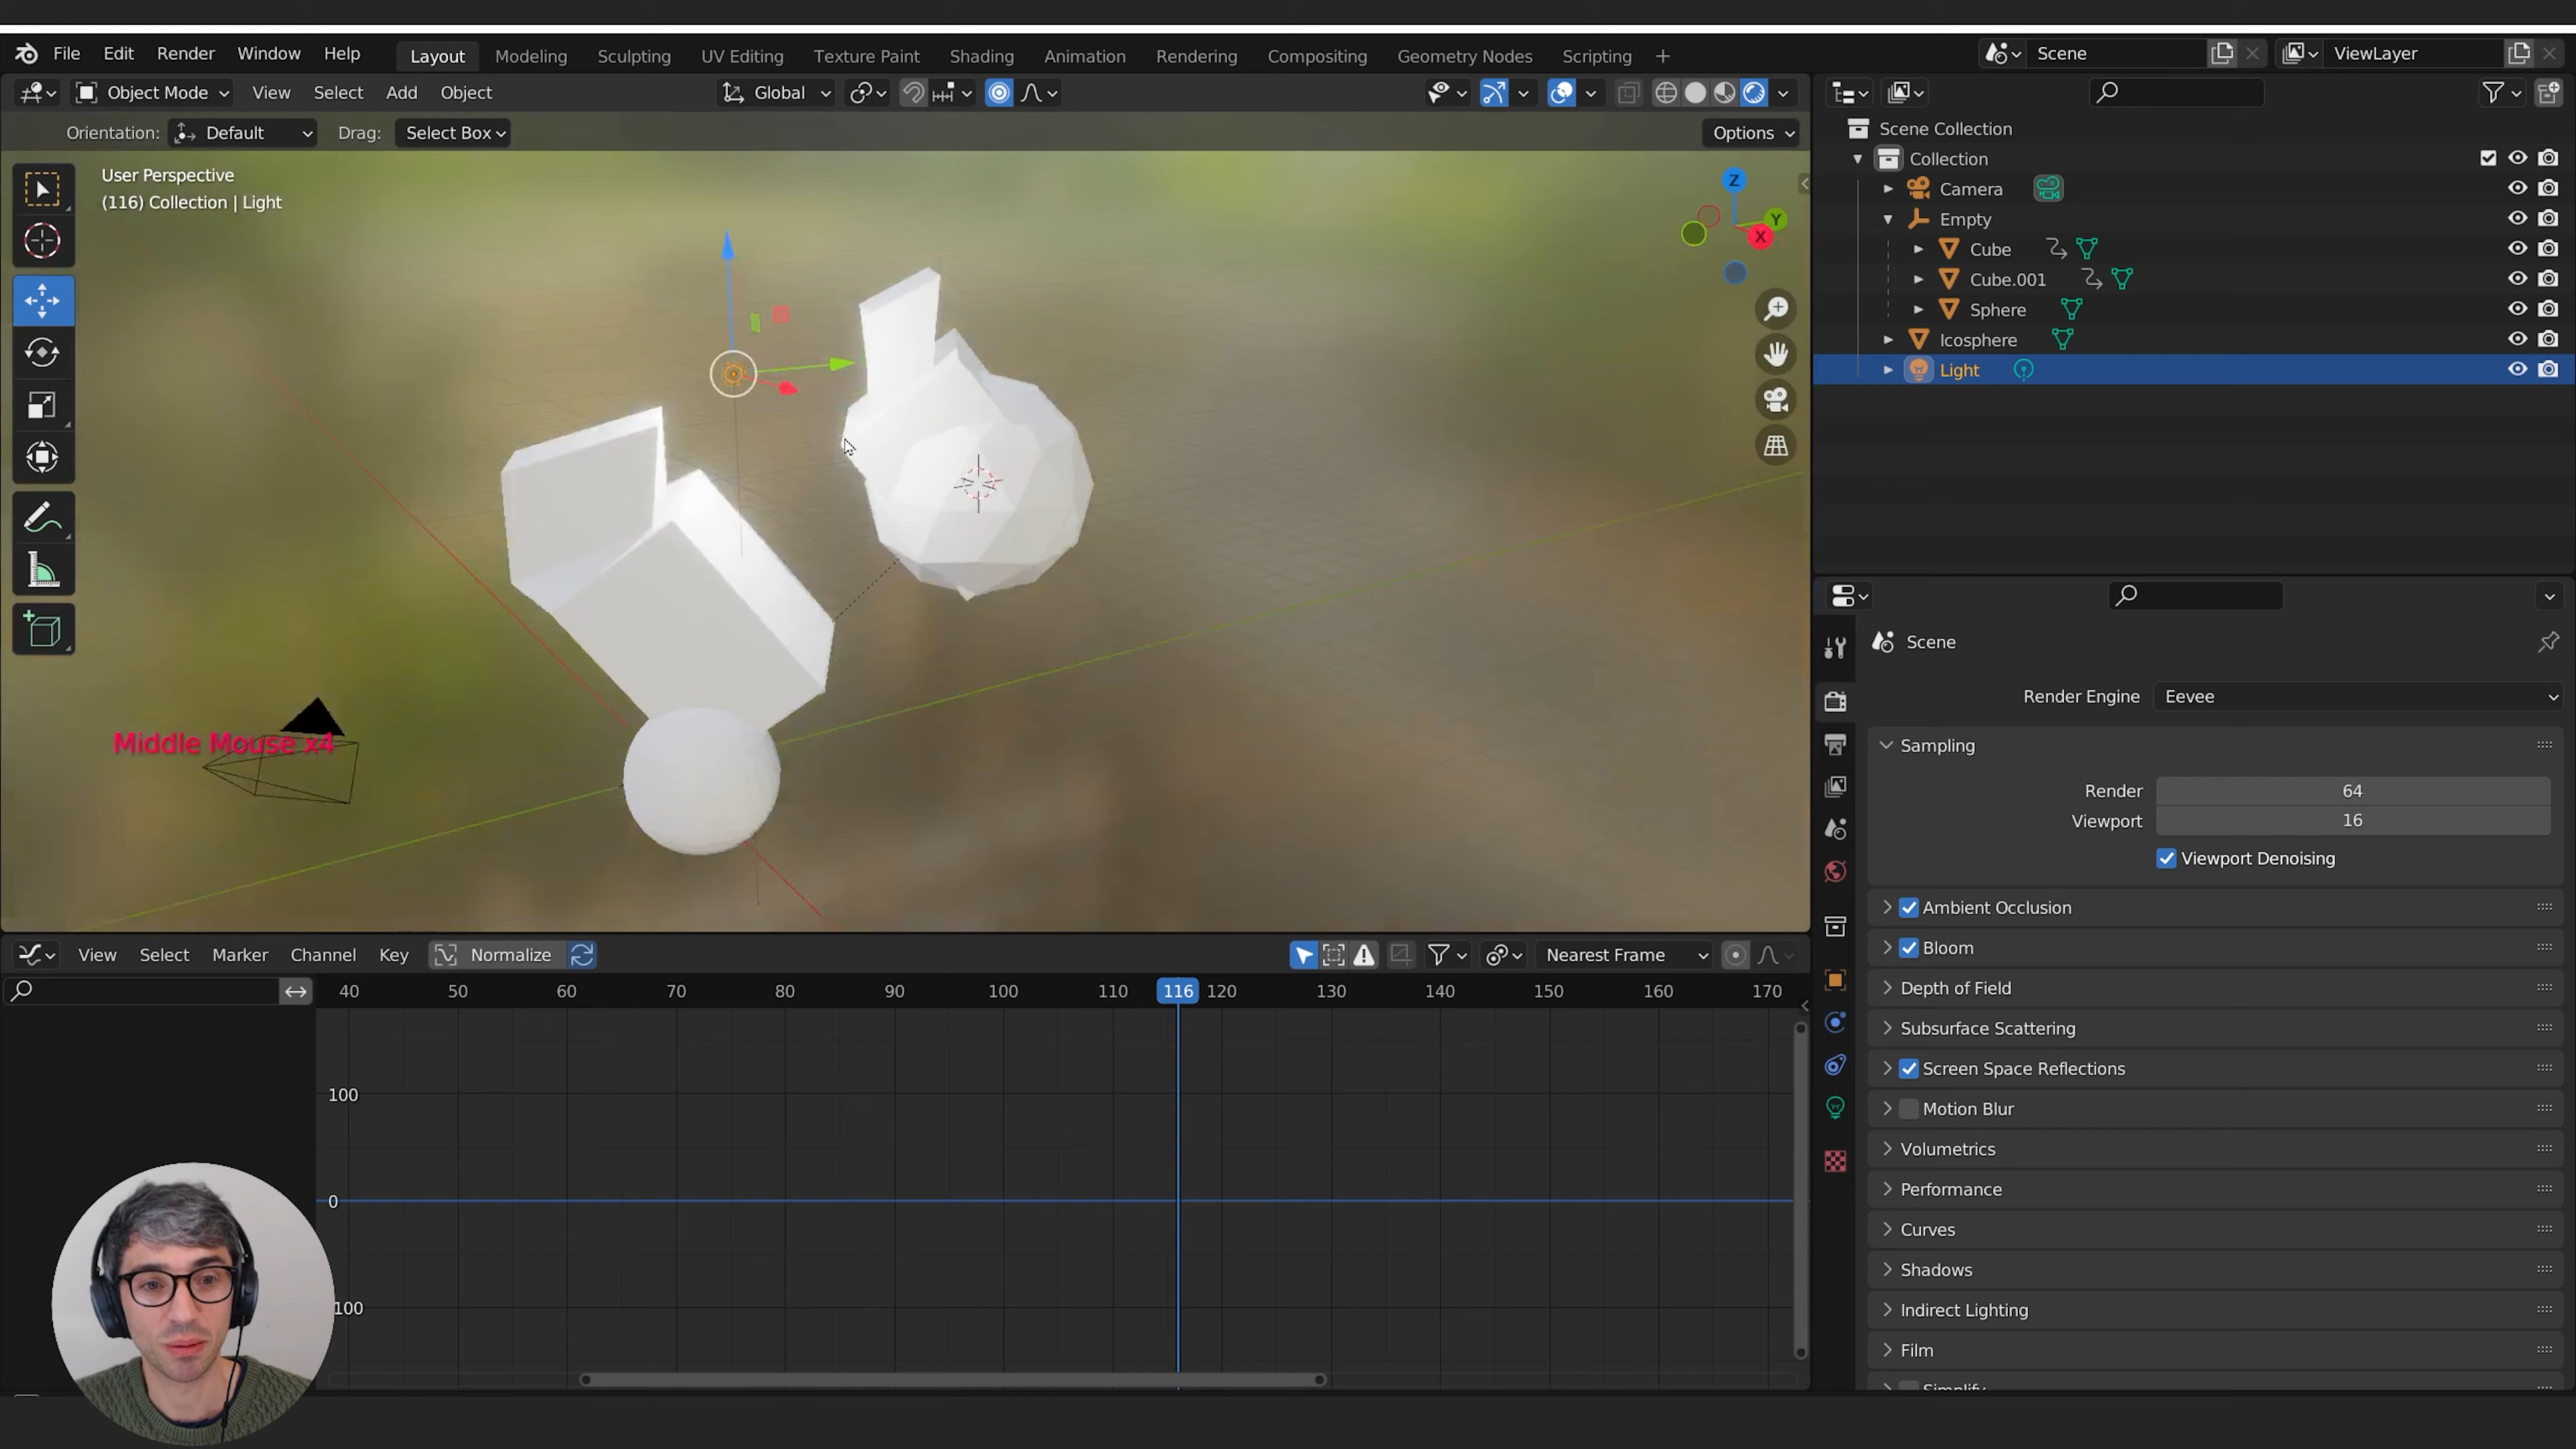 File Edit Render Window Help Layout Modeling Sculpting UV Editing Texture Paint Shading Animation Rendering Compositing Geometry Nodes Scripting + Scene ViewLayer
Object Mode View Select Add Object Global
Orientation: Default Drag: Select Box Options
User Perspective
(116) Collection | Light
Z
Y
X
Middle Mouse x4
Scene Collection
Collection
Camera
Empty
Cube
Cube.001
Sphere
Icosphere
Light
Scene
Render Engine Eevee
Sampling
Render 64
Viewport 16
Viewport Denoising
Ambient Occlusion
Bloom
Depth of Field
Subsurface Scattering
Screen Space Reflections
Motion Blur
Volumetrics
Performance
Curves
Shadows
Indirect Lighting
Film
Simplify
View Select Marker Channel Key Normalize Nearest Frame
40 50 60 70 80 90 100 110 116 120 130 140 150 160 170
100
0
100